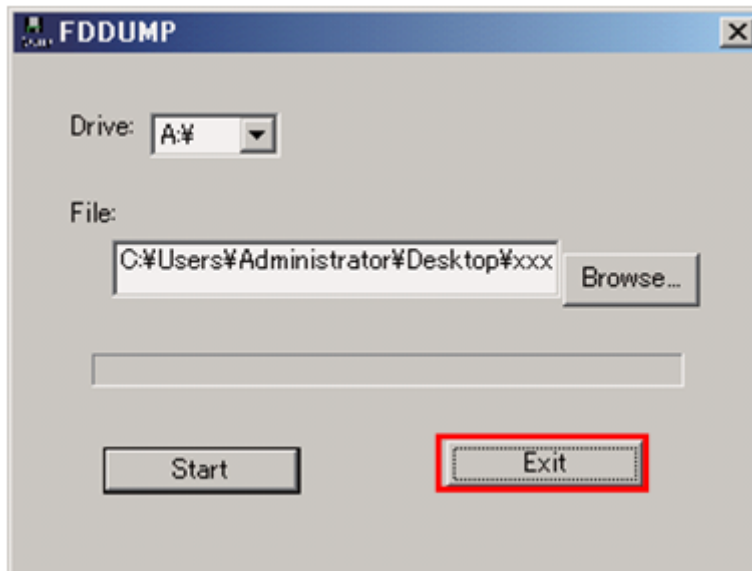 FDDUMP
Drive:
A:¥
File:
C:¥Users¥Administrator¥Desktop¥xxx
Browse...
Start
Exit